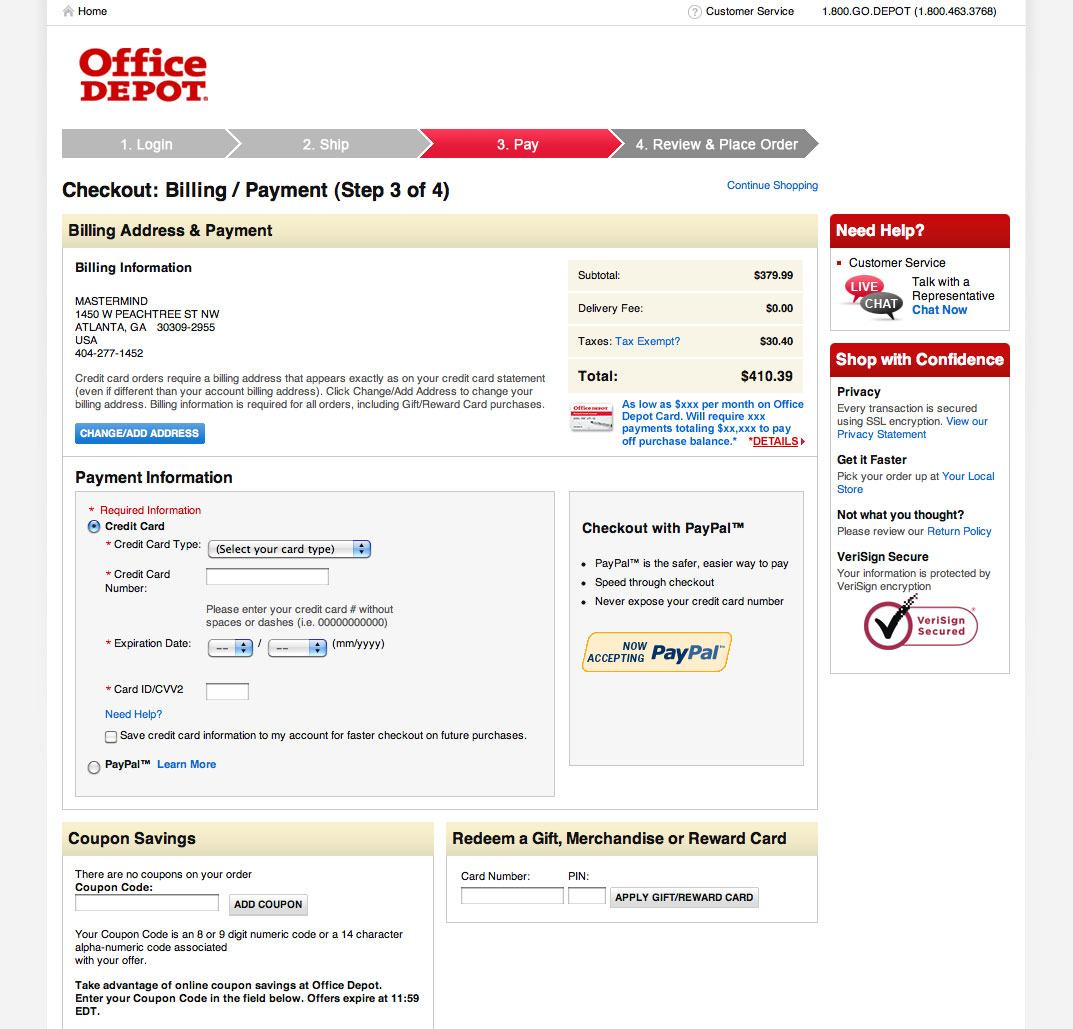 Home
Customer Service
1.800.GO.DEPOT (1.800.463.3768)
Office
DEPOT.
1. Login
2. Ship
3. Pay
4. Review & Place Order
Checkout: Billing / Payment (Step 3 of 4)
Continue Shopping
Billing Address & Payment
Billing Information
MASTERMIND
1450 W PEACHTREE ST NW
ATLANTA, GA 30309-2955
USA
404-277-1452
Credit card orders require a billing address that appears exactly as on your credit card statement
(even if different than your account billing address). Click Change/Add Address to change your
billing address. Billing information is required for all orders, including Gift/Reward Card purchases.
CHANGE/ADD ADDRESS
Subtotal: $379.99
Delivery Fee: $0.00
Taxes: Tax Exempt? $30.40
Total: $410.39
Office DEPOT
As low as $xxx per month on Office
Depot Card. Will require xxx
payments totaling $xx,xxx to pay
off purchase balance.* *DETAILS
Payment Information
* Required Information
Credit Card
* Credit Card Type: (Select your card type)
* Credit Card
Number:
Please enter your credit card # without
spaces or dashes (i.e. 00000000000)
* Expiration Date: -- / -- (mm/yyyy)
* Card ID/CVV2
Need Help?
Save credit card information to my account for faster checkout on future purchases.
PayPal™ Learn More
Checkout with PayPal™
• PayPal™ is the safer, easier way to pay
• Speed through checkout
• Never expose your credit card number
NOW
ACCEPTING PayPal™
Coupon Savings
There are no coupons on your order
Coupon Code:
ADD COUPON
Your Coupon Code is an 8 or 9 digit numeric code or a 14 character
alpha-numeric code associated
with your offer.
Take advantage of online coupon savings at Office Depot.
Enter your Coupon Code in the field below. Offers expire at 11:59
EDT.
Redeem a Gift, Merchandise or Reward Card
Card Number: PIN:
APPLY GIFT/REWARD CARD
Need Help?
Customer Service
LIVE
CHAT
Talk with a
Representative
Chat Now
Shop with Confidence
Privacy
Every transaction is secured
using SSL encryption. View our
Privacy Statement
Get it Faster
Pick your order up at Your Local
Store
Not what you thought?
Please review our Return Policy
VeriSign Secure
Your information is protected by
VeriSign encryption
VeriSign®
Secured